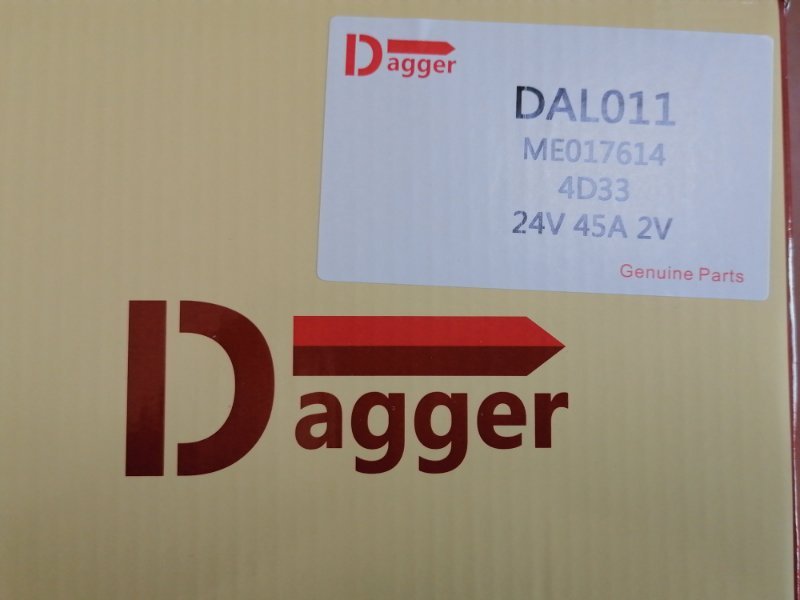 Dagger
DAL011
ME017614
4D33
24V 45A 2V
Genuine Parts
Dagger